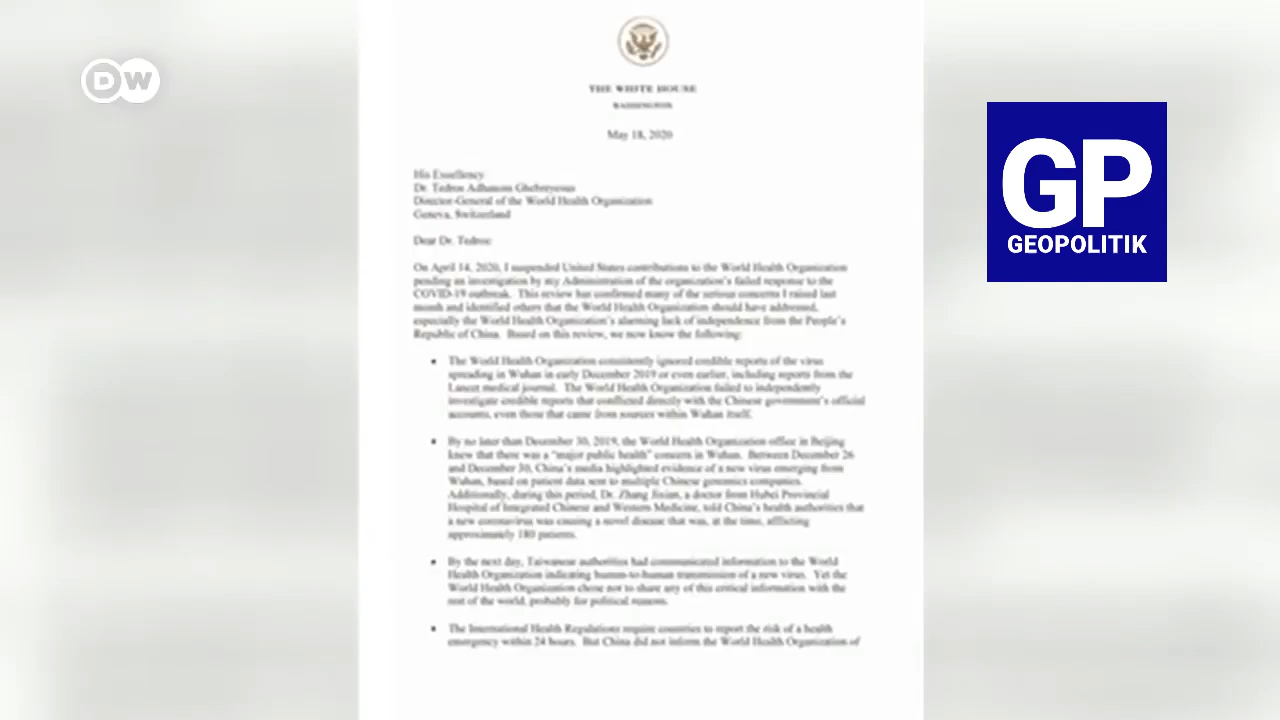 DW
THE WHITE HOUSE
WASHINGTON
May 18, 2020
GP
GEOPOLITIK
His Excellency
Dr. Tedros Adhanom Ghebreyesus
Director-General of the World Health Organization
Geneva, Switzerland
Dear Dr. Tedros:
On April 14, 2020, I suspended United States contributions to the World Health Organization
pending an investigation by my Administration of the organization's failed response to the
COVID-19 outbreak. This review has confirmed many of the serious concerns I raised last
month and identified others that the World Health Organization should have addressed,
especially the World Health Organization's alarming lack of independence from the People's
Republic of China. Based on this review, we now know the following:
• The World Health Organization consistently ignored credible reports of the virus
spreading in Wuhan in early December 2019 or even earlier, including reports from the
Lancet medical journal. The World Health Organization failed to independently
investigate credible reports that conflicted directly with the Chinese government's official
accounts, even those that came from sources within Wuhan itself.
• By no later than December 30, 2019, the World Health Organization office in Beijing
knew that there was a "major public health" concern in Wuhan. Between December 26
and December 30, China's media highlighted evidence of a new virus emerging from
Wuhan, based on patient data sent to multiple Chinese genomics companies.
Additionally, during this period, Dr. Zhang Jixian, a doctor from Hubei Provincial
Hospital of Integrated Chinese and Western Medicine, told China's health authorities that
a new coronavirus was causing a novel disease that was, at the time, afflicting
approximately 180 patients.
• By the next day, Taiwanese authorities had communicated information to the World
Health Organization indicating human-to-human transmission of a new virus. Yet the
World Health Organization chose not to share any of this critical information with the
rest of the world, probably for political reasons.
• The International Health Regulations require countries to report the risk of a health
emergency within 24 hours. But China did not inform the World Health Organization of